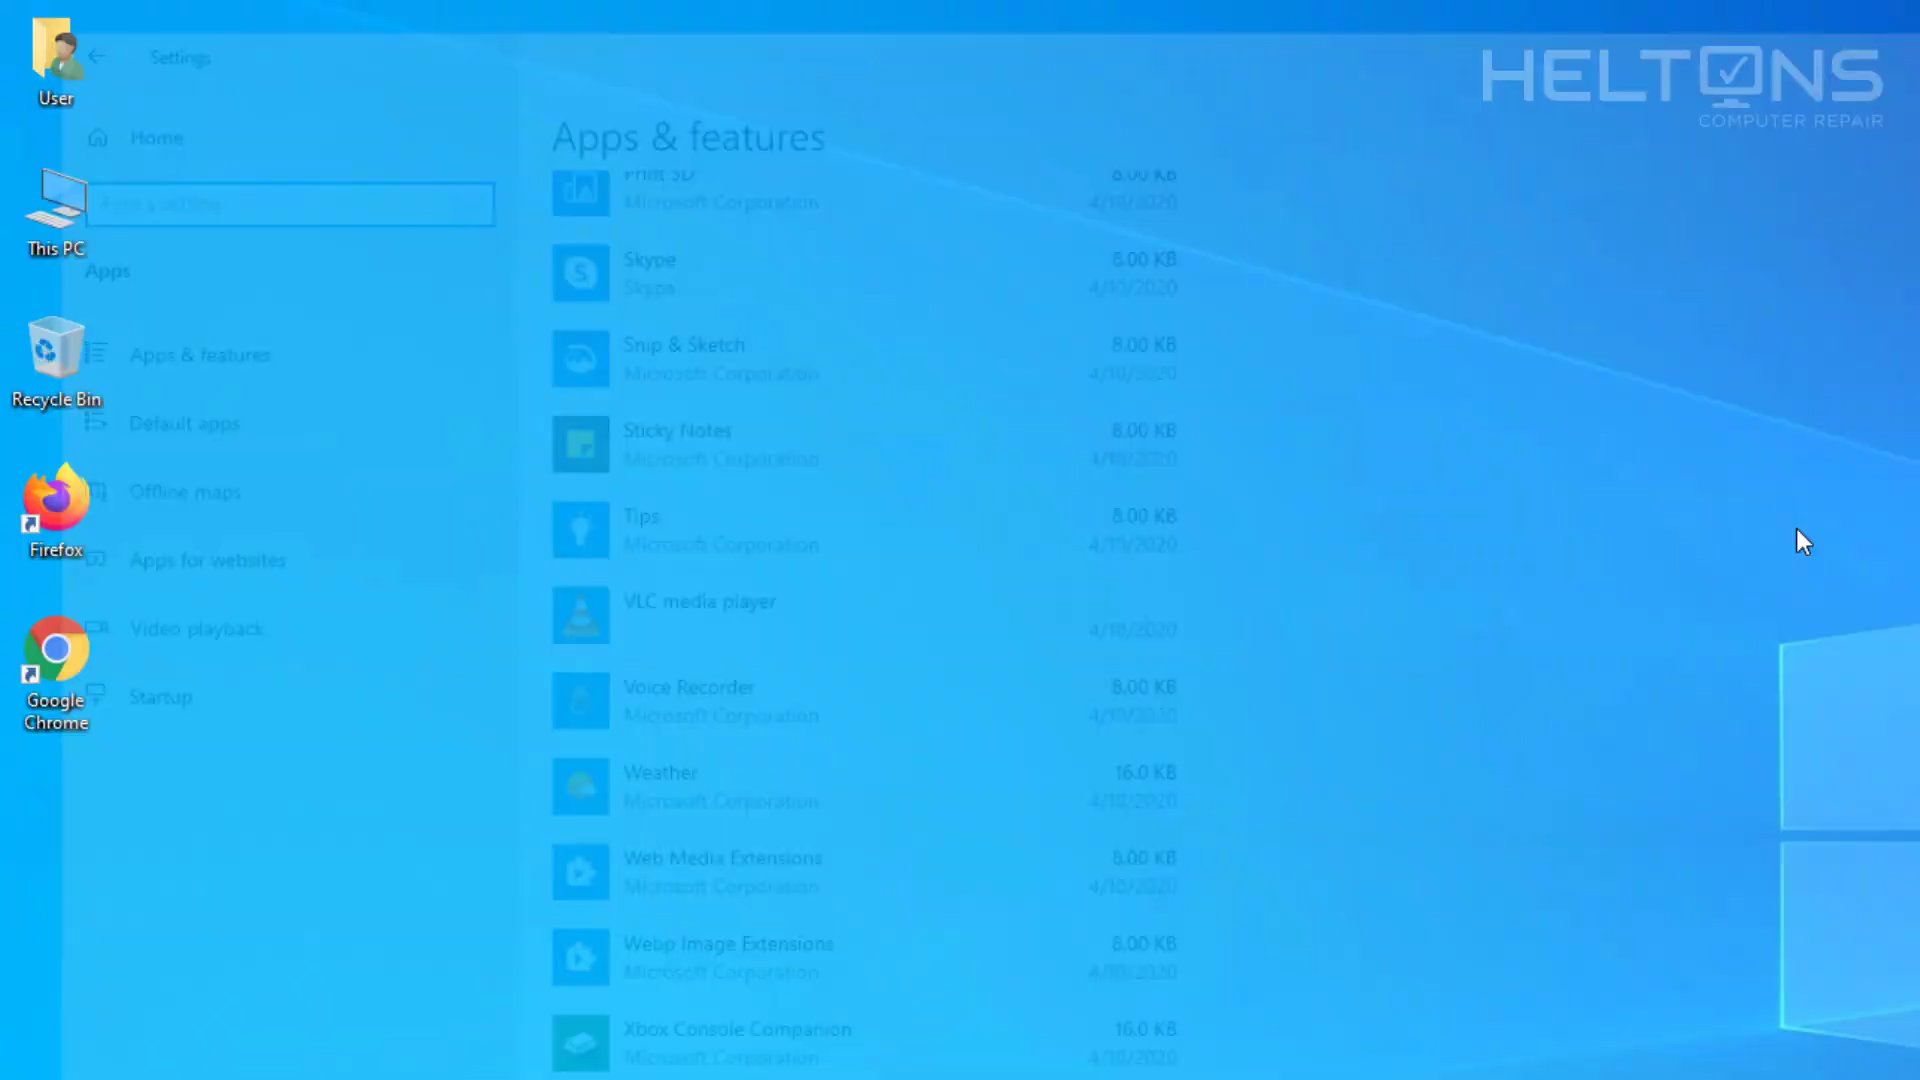 User
This PC
Recycle Bin
Firefox
Google
Chrome
HELTONS
COMPUTER REPAIR
Settings
Home
Find a setting
Apps
Apps & features
Default apps
Offline maps
Apps for websites
Video playback
Startup
Apps & features
Print 3D 8.00 KB
Microsoft Corporation 4/10/2020
Skype 8.00 KB
Skype 4/10/2020
Snip & Sketch 8.00 KB
Microsoft Corporation 4/10/2020
Sticky Notes 8.00 KB
Microsoft Corporation 4/10/2020
Tips 8.00 KB
Microsoft Corporation 4/10/2020
VLC media player
4/10/2020
Voice Recorder 8.00 KB
Microsoft Corporation 4/10/2020
Weather 16.0 KB
Microsoft Corporation 4/10/2020
Web Media Extensions 8.00 KB
Microsoft Corporation 4/10/2020
Webp Image Extensions 8.00 KB
Microsoft Corporation 4/10/2020
Xbox Console Companion 16.0 KB
Microsoft Corporation 4/10/2020